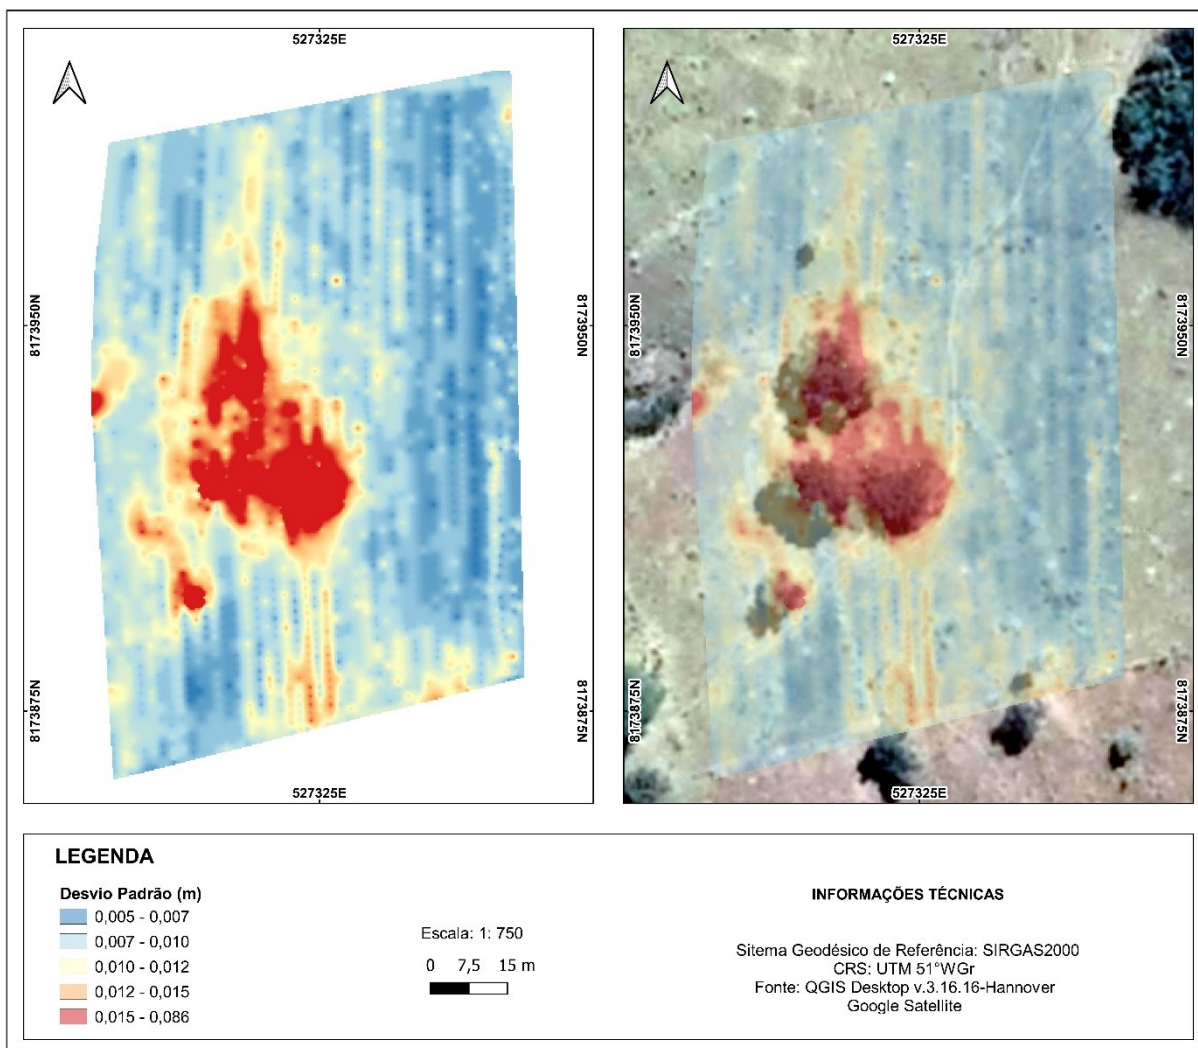 527325E
527325E
8173950N
8173950N
8173950N
8173950N
8173875N
8173875N
8173875N
8173875N
527325E
527325E
LEGENDA
Desvio Padrão (m)
0,005 - 0,007
0,007 - 0,010
0,010 - 0,012
0,012 - 0,015
0,015 - 0,086
Escala: 1: 750
0 7,5 15 m
INFORMAÇÕES TÉCNICAS
Sitema Geodésico de Referência: SIRGAS2000
CRS: UTM 51°WGr
Fonte: QGIS Desktop v.3.16.16-Hannover
Google Satellite